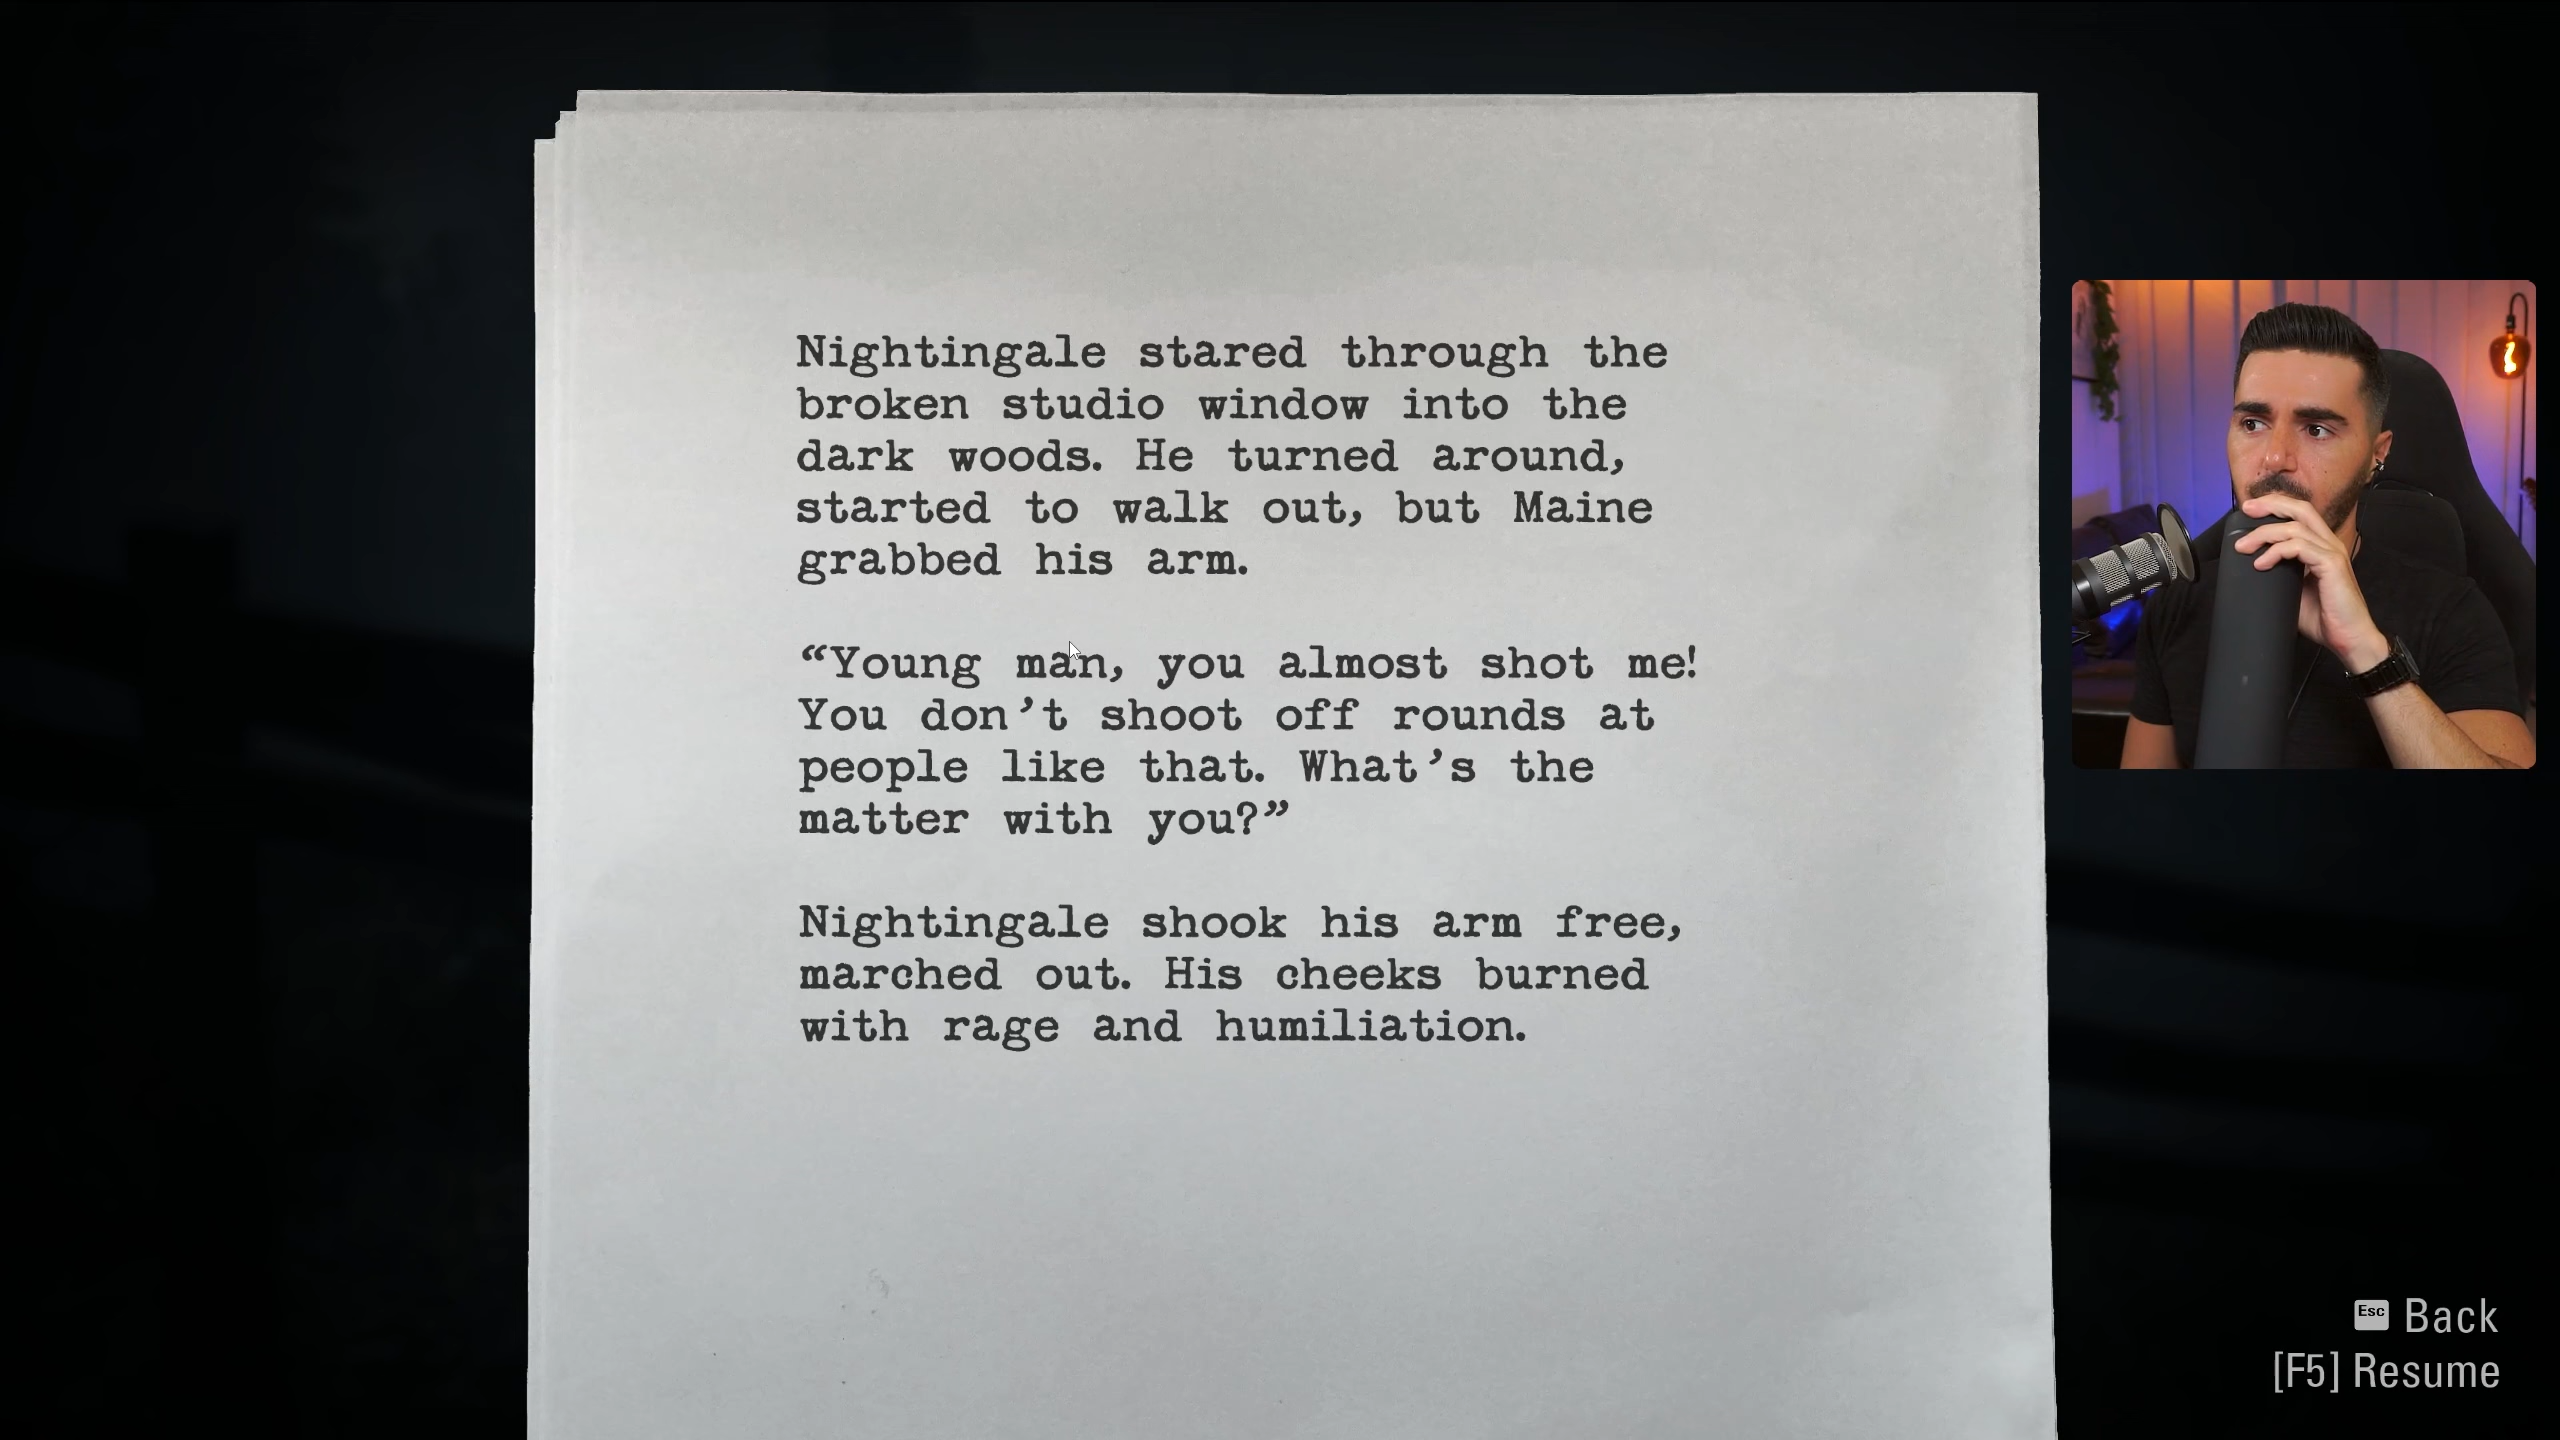 Nightingale stared through the
broken studio window into the
dark woods. He turned around,
started to walk out, but Maine
grabbed his arm.
“Young man, you almost shot me!
You don’t shoot off rounds at
people like that. What’s the
matter with you?”
Nightingale shook his arm free,
marched out. His cheeks burned
with rage and humiliation.
Esc Back
[F5] Resume